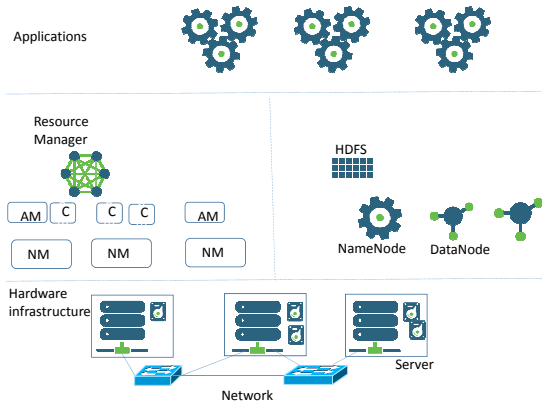 Applications
Resource
Manager
HDFS
AM
C
C
C
AM
NM
NM
NM
NameNode
DataNode
Hardware
infrastructure
Server
Network